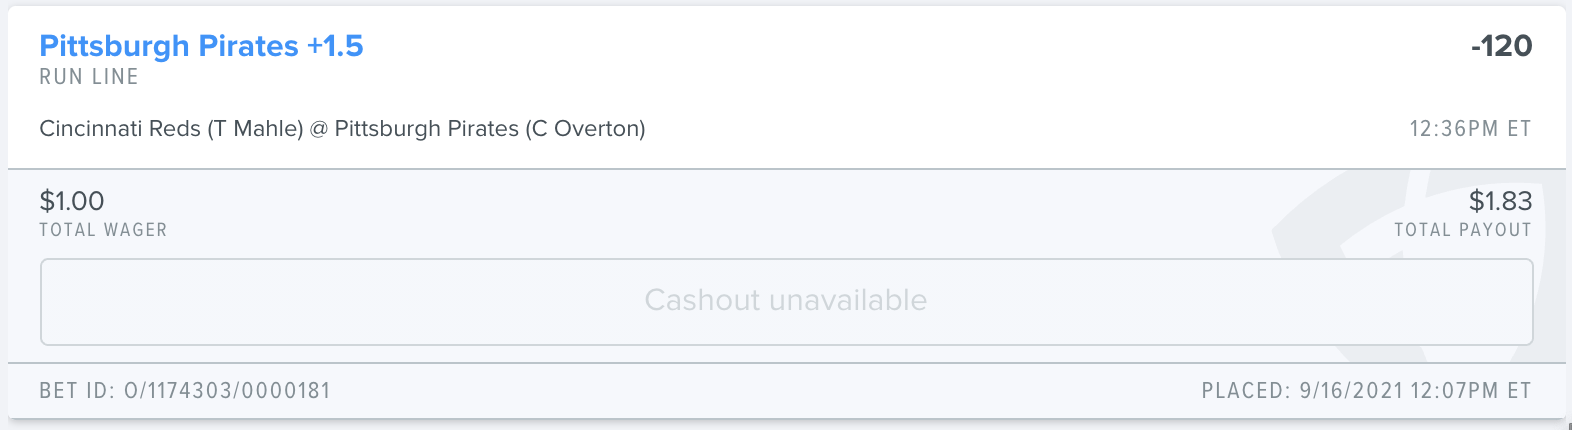 Pittsburgh Pirates +1.5 -120
RUN LINE
Cincinnati Reds (T Mahle) @ Pittsburgh Pirates (C Overton) 12:36PM ET
$1.00 $1.83
TOTAL WAGER TOTAL PAYOUT
Cashout unavailable
BET ID: O/1174303/0000181 PLACED: 9/16/2021 12:07PM ET